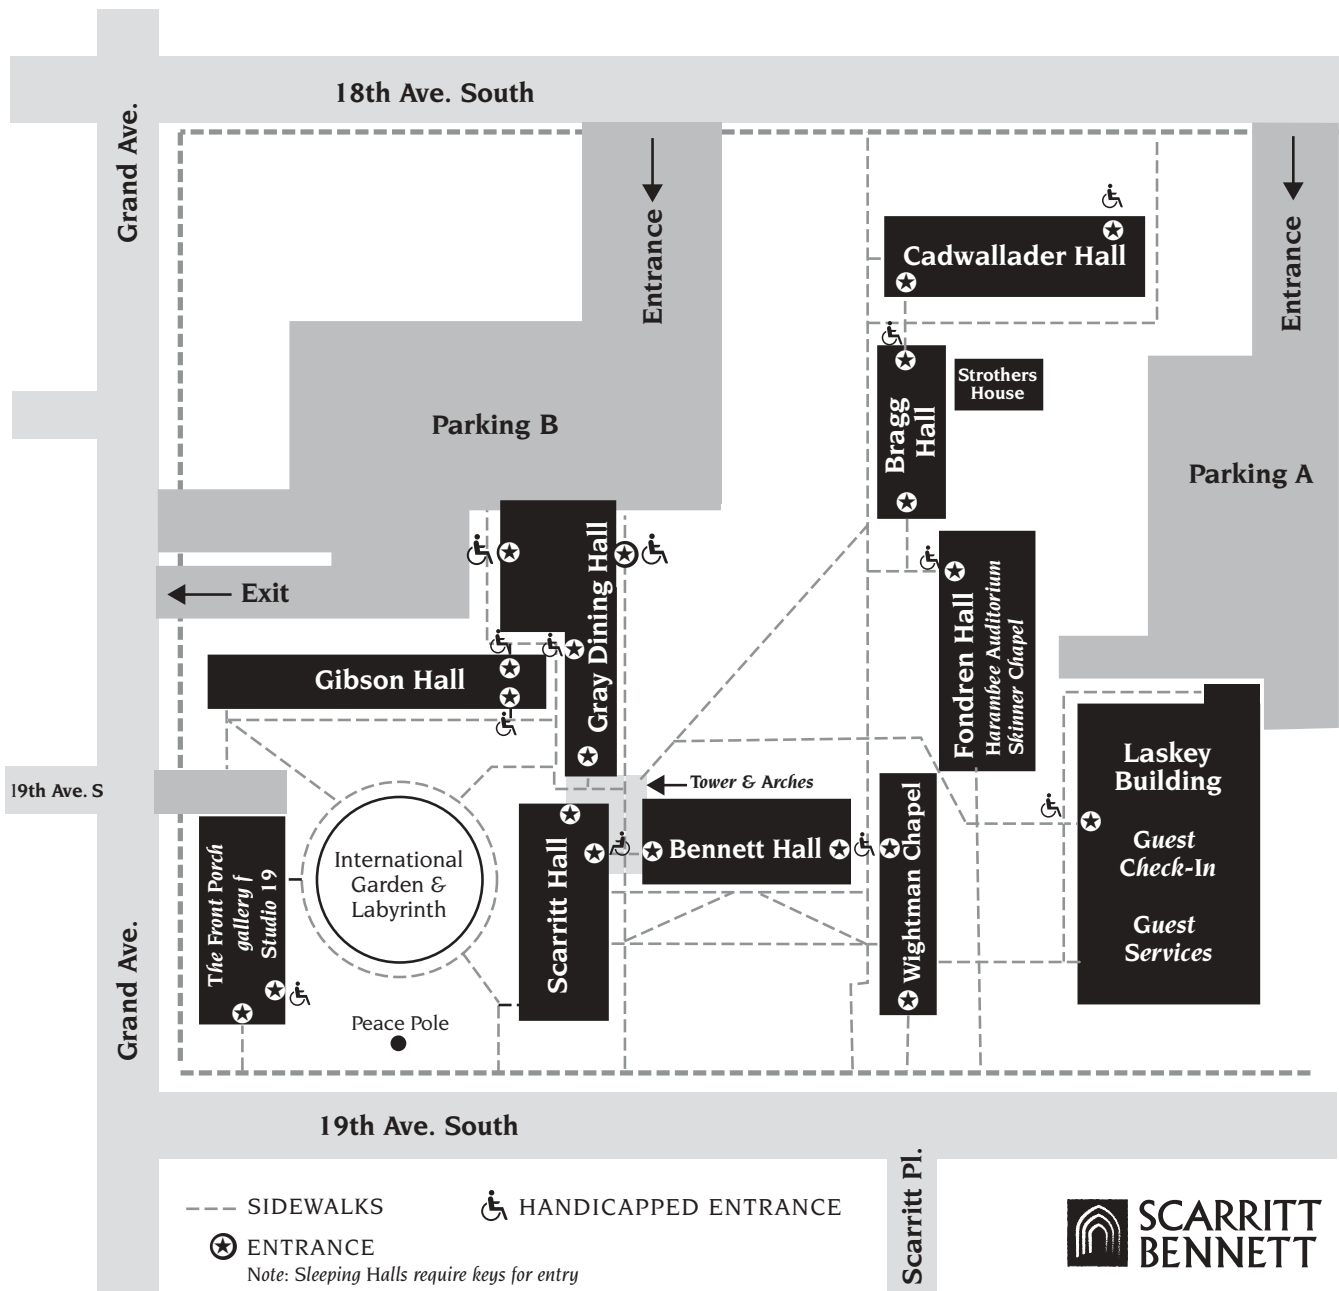 18th Ave. South
Grand Ave.
Entrance
Entrance
Cadwallader Hall
Strothers
House
Bragg
Hall
Parking B
Parking A
Exit
Gray Dining Hall
Fondren Hall
Harambee Auditorium
Skinner Chapel
Gibson Hall
Laskey
Building
Guest
Check-In
Guest
Services
19th Ave. S
Tower & Arches
The Front Porch
gallery f
Studio 19
International
Garden &
Labyrinth
Scarritt Hall
Bennett Hall
Wightman Chapel
Grand Ave.
Peace Pole
19th Ave. South
Scarritt Pl.
SIDEWALKS
HANDICAPPED ENTRANCE
ENTRANCE
Note: Sleeping Halls require keys for entry
SCARRITT
BENNETT